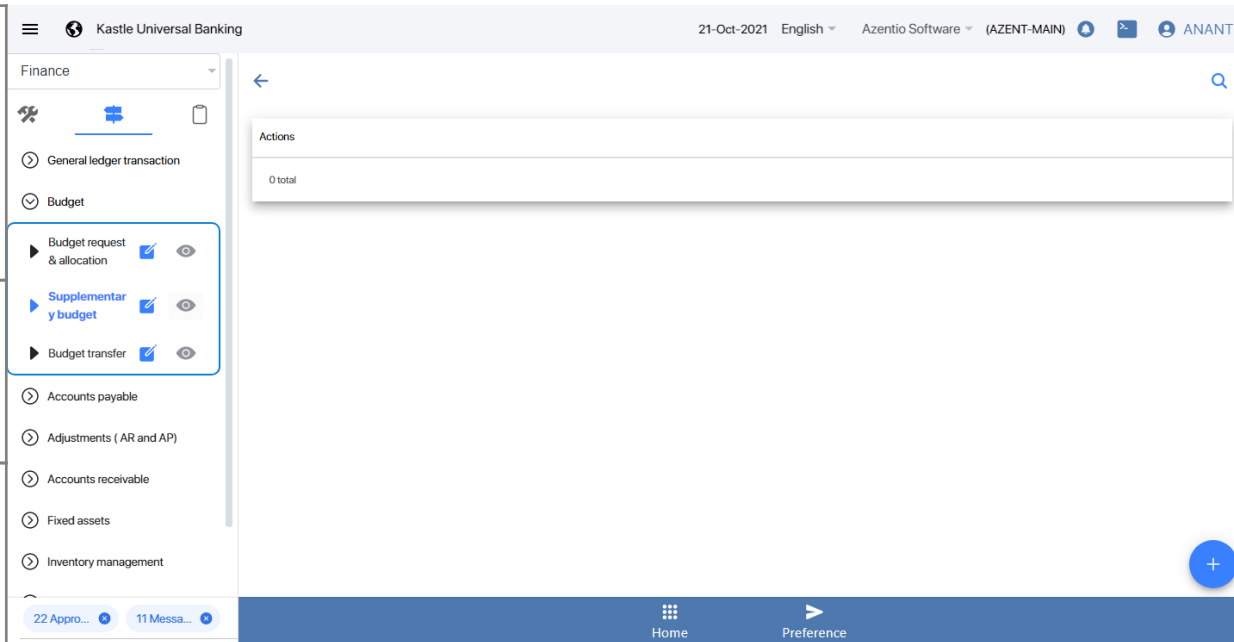 Kastle Universal Banking
21-Oct-2021 English Azentio Software (AZENT-MAIN) ANANT
Finance
Actions
0 total
General ledger transaction
Budget
Budget request
& allocation
Supplementar
y budget
Budget transfer
Accounts payable
Adjustments ( AR and AP)
Accounts receivable
Fixed assets
Inventory management
22 Appro...
11 Messa...
Home
Preference